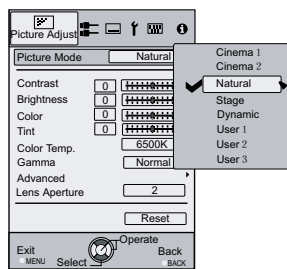 Picture Adjust
Picture Mode Natural
Contrast 0
Brightness 0
Color 0
Tint 0
Color Temp. 6500K
Gamma Normal
Advanced
Lens Aperture 2
Reset
Exit
MENU
Select
Operate
Back
BACK
Cinema 1
Cinema 2
Natural
Stage
Dynamic
User 1
User 2
User 3